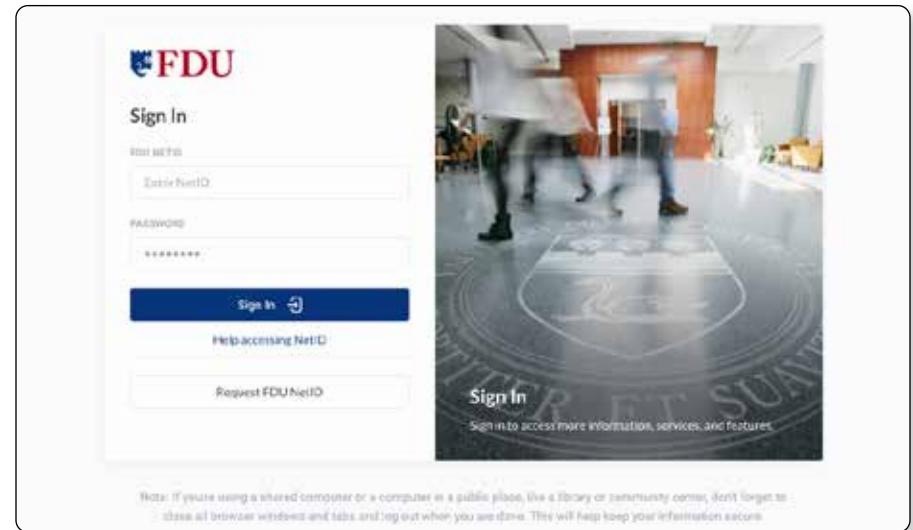 FDU
Sign In
FDU NETID
Enter NetID
PASSWORD
********
Sign In
Help accessing NetID
Request FDU NetID
Sign In
Sign in to access more information, services, and features.
Note: If youre using a shared computer or a computer in a public place, like a library or community center, don't forget to
close all browser windows and tabs and log out when you are done. This will help keep your information secure.
ET SUAV